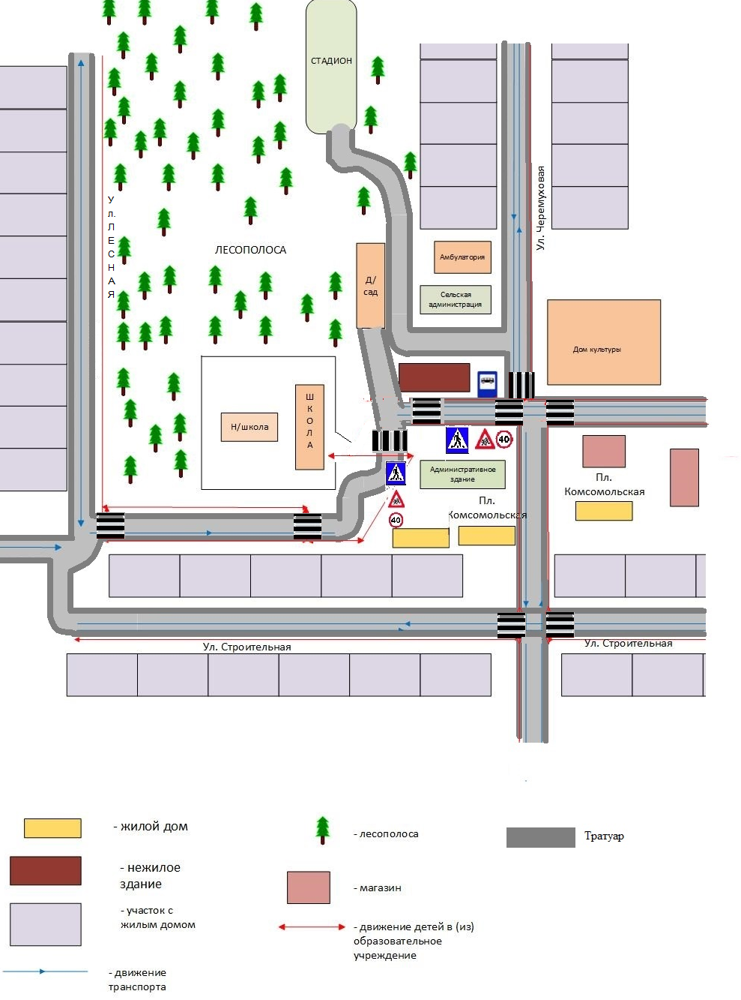 СТАДИОН
Ул. Черемуховая
У
л.
Л
Е
С
Н
А
Я
ЛЕСОПОЛОСА
Амбулатория
Д/
сад
Сельская
администрация
Дом культуры
Ш
К
О
Л
А
Н/школа
40
Административное
здание
Пл.
Комсомольская
Пл.
Комсомольская
40
Ул. Строительная
Ул. Строительная
- жилой дом
- лесополоса
Тратуар
- нежилое
здание
- магазин
- участок с
жилым домом
- движение детей в (из)
образовательное
учреждение
- движение
транспорта